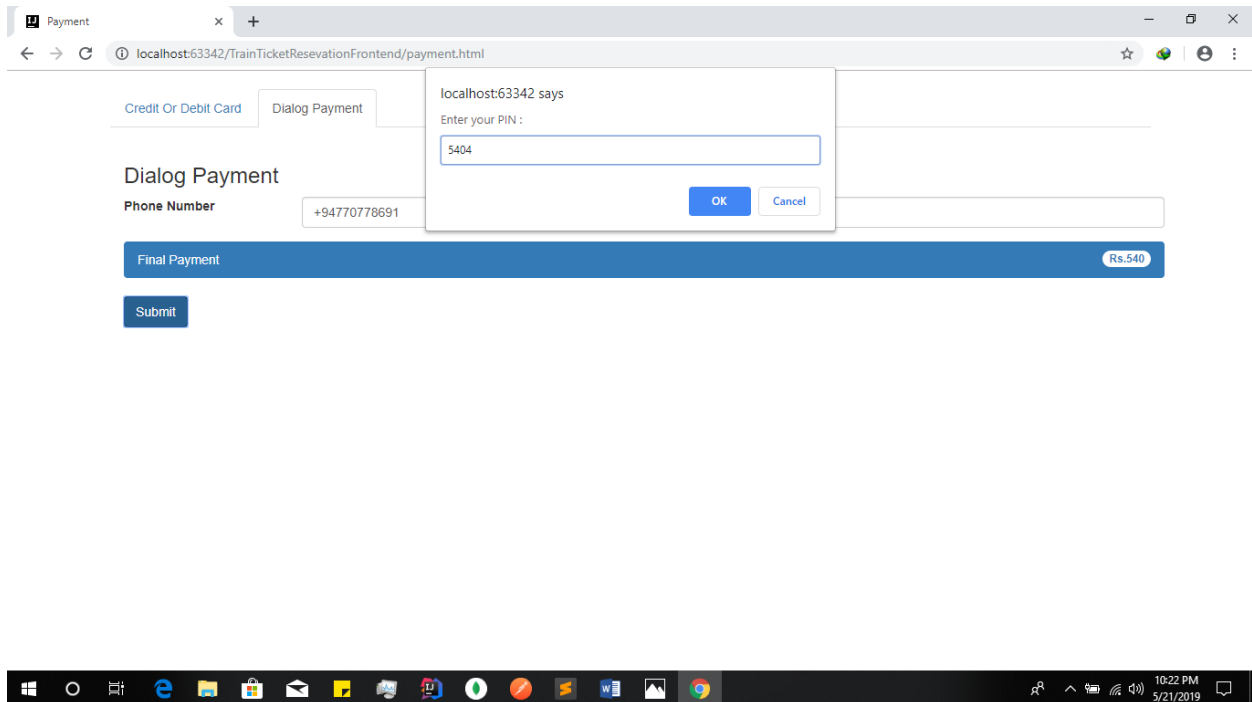 Payment
localhost:63342/TrainTicketResevationFrontend/payment.html
localhost:63342 says
Enter your PIN :
5404
OK Cancel
Credit Or Debit Card Dialog Payment
Dialog Payment
Phone Number +94770778691
Final Payment Rs.540
Submit
10:22 PM
5/21/2019